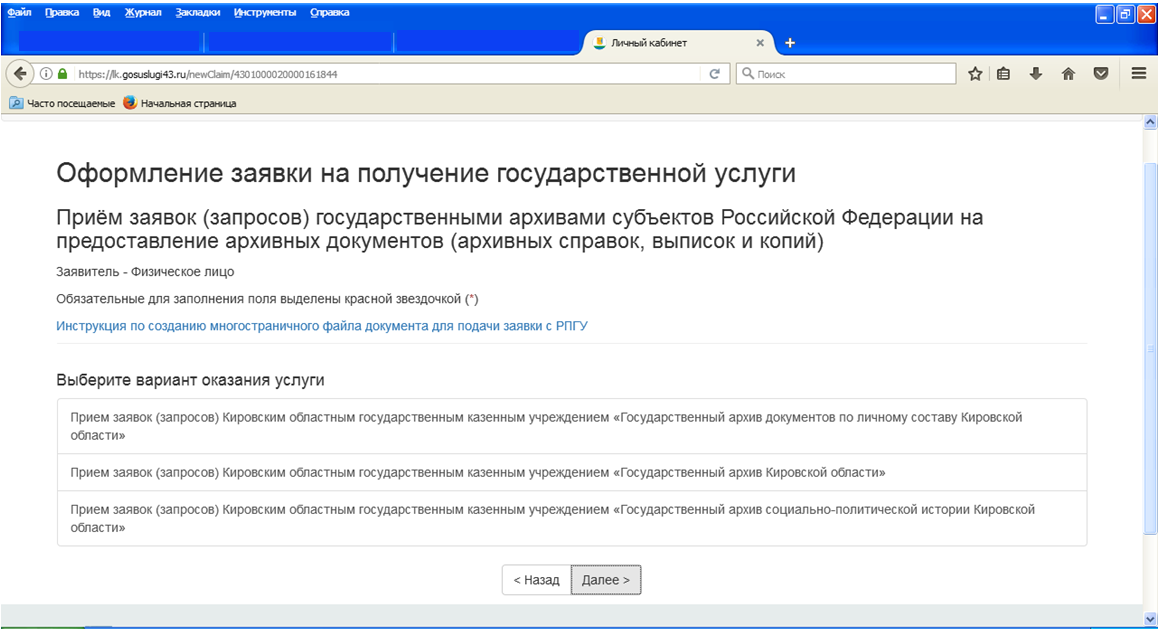 Файл Правка Вид Журнал Закладки Инструменты Справка
Личный кабинет
https://lk.gosuslugi43.ru/newClaim/4301000020000161844
Поиск
Часто посещаемые Начальная страница
Оформление заявки на получение государственной услуги
Приём заявок (запросов) государственными архивами субъектов Российской Федерации на
предоставление архивных документов (архивных справок, выписок и копий)
Заявитель - Физическое лицо
Обязательные для заполнения поля выделены красной звездочкой (*)
Инструкция по созданию многостраничного файла документа для подачи заявки с РПГУ
Выберите вариант оказания услуги
Прием заявок (запросов) Кировским областным государственным казенным учреждением «Государственный архив документов по личному составу Кировской
области»
Прием заявок (запросов) Кировским областным государственным казенным учреждением «Государственный архив Кировской области»
Прием заявок (запросов) Кировским областным государственным казенным учреждением «Государственный архив социально-политической истории Кировской
области»
< Назад Далее >